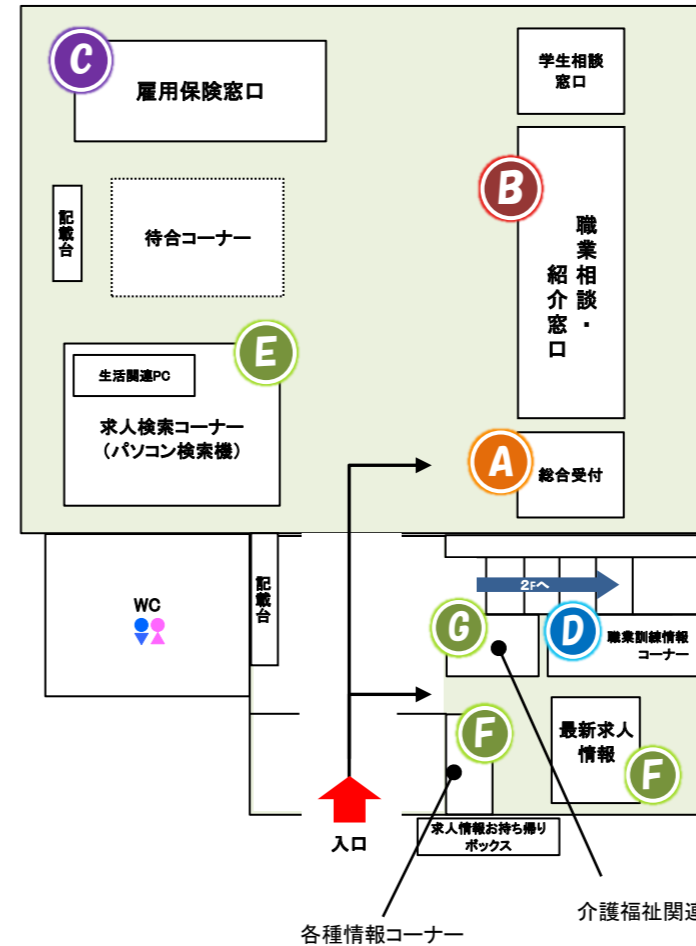 C
雇用保険窓口
学生相談
窓口
B
職業相談・
紹介窓口
記載台
待合コーナー
E
生活関連PC
求人検索コーナー
（パソコン検索機）
A
総合受付
WC
記載台
2Fへ
G
D
職業訓練情報
コーナー
F
最新求人
情報
F
入口
求人情報お持ち帰り
ボックス
介護福祉関連
各種情報コーナー